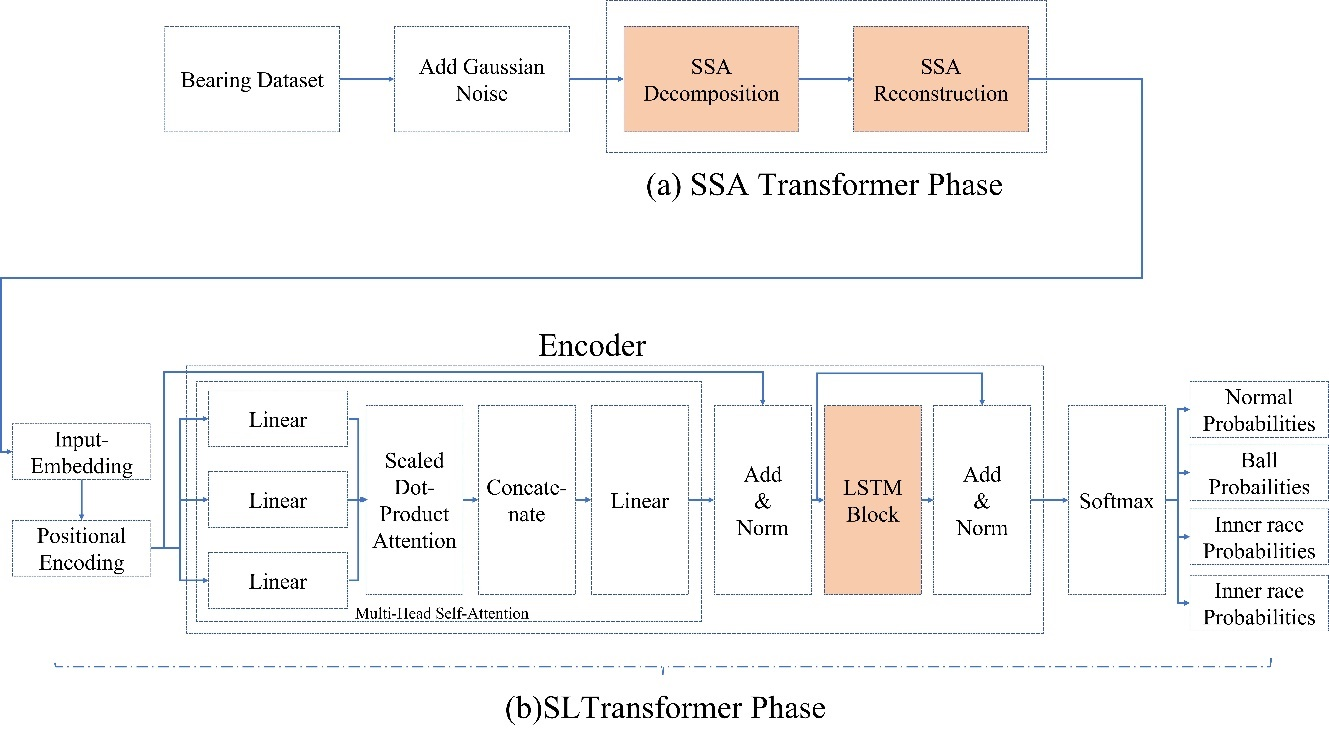 Bearing Dataset
Add Gaussian
Noise
SSA
Decomposition
SSA
Reconstruction
(a) SSA Transformer Phase
Encoder
Input-
Embedding
Positional
Encoding
Linear
Linear
Linear
Scaled
Dot-
Product
Attention
Concate-
nate
Linear
Multi-Head Self-Attention
Add
&
Norm
LSTM
Block
Add
&
Norm
Softmax
Normal
Probabilities
Ball
Probailities
Inner race
Probabilities
Inner race
Probabilities
(b)SLTransformer Phase